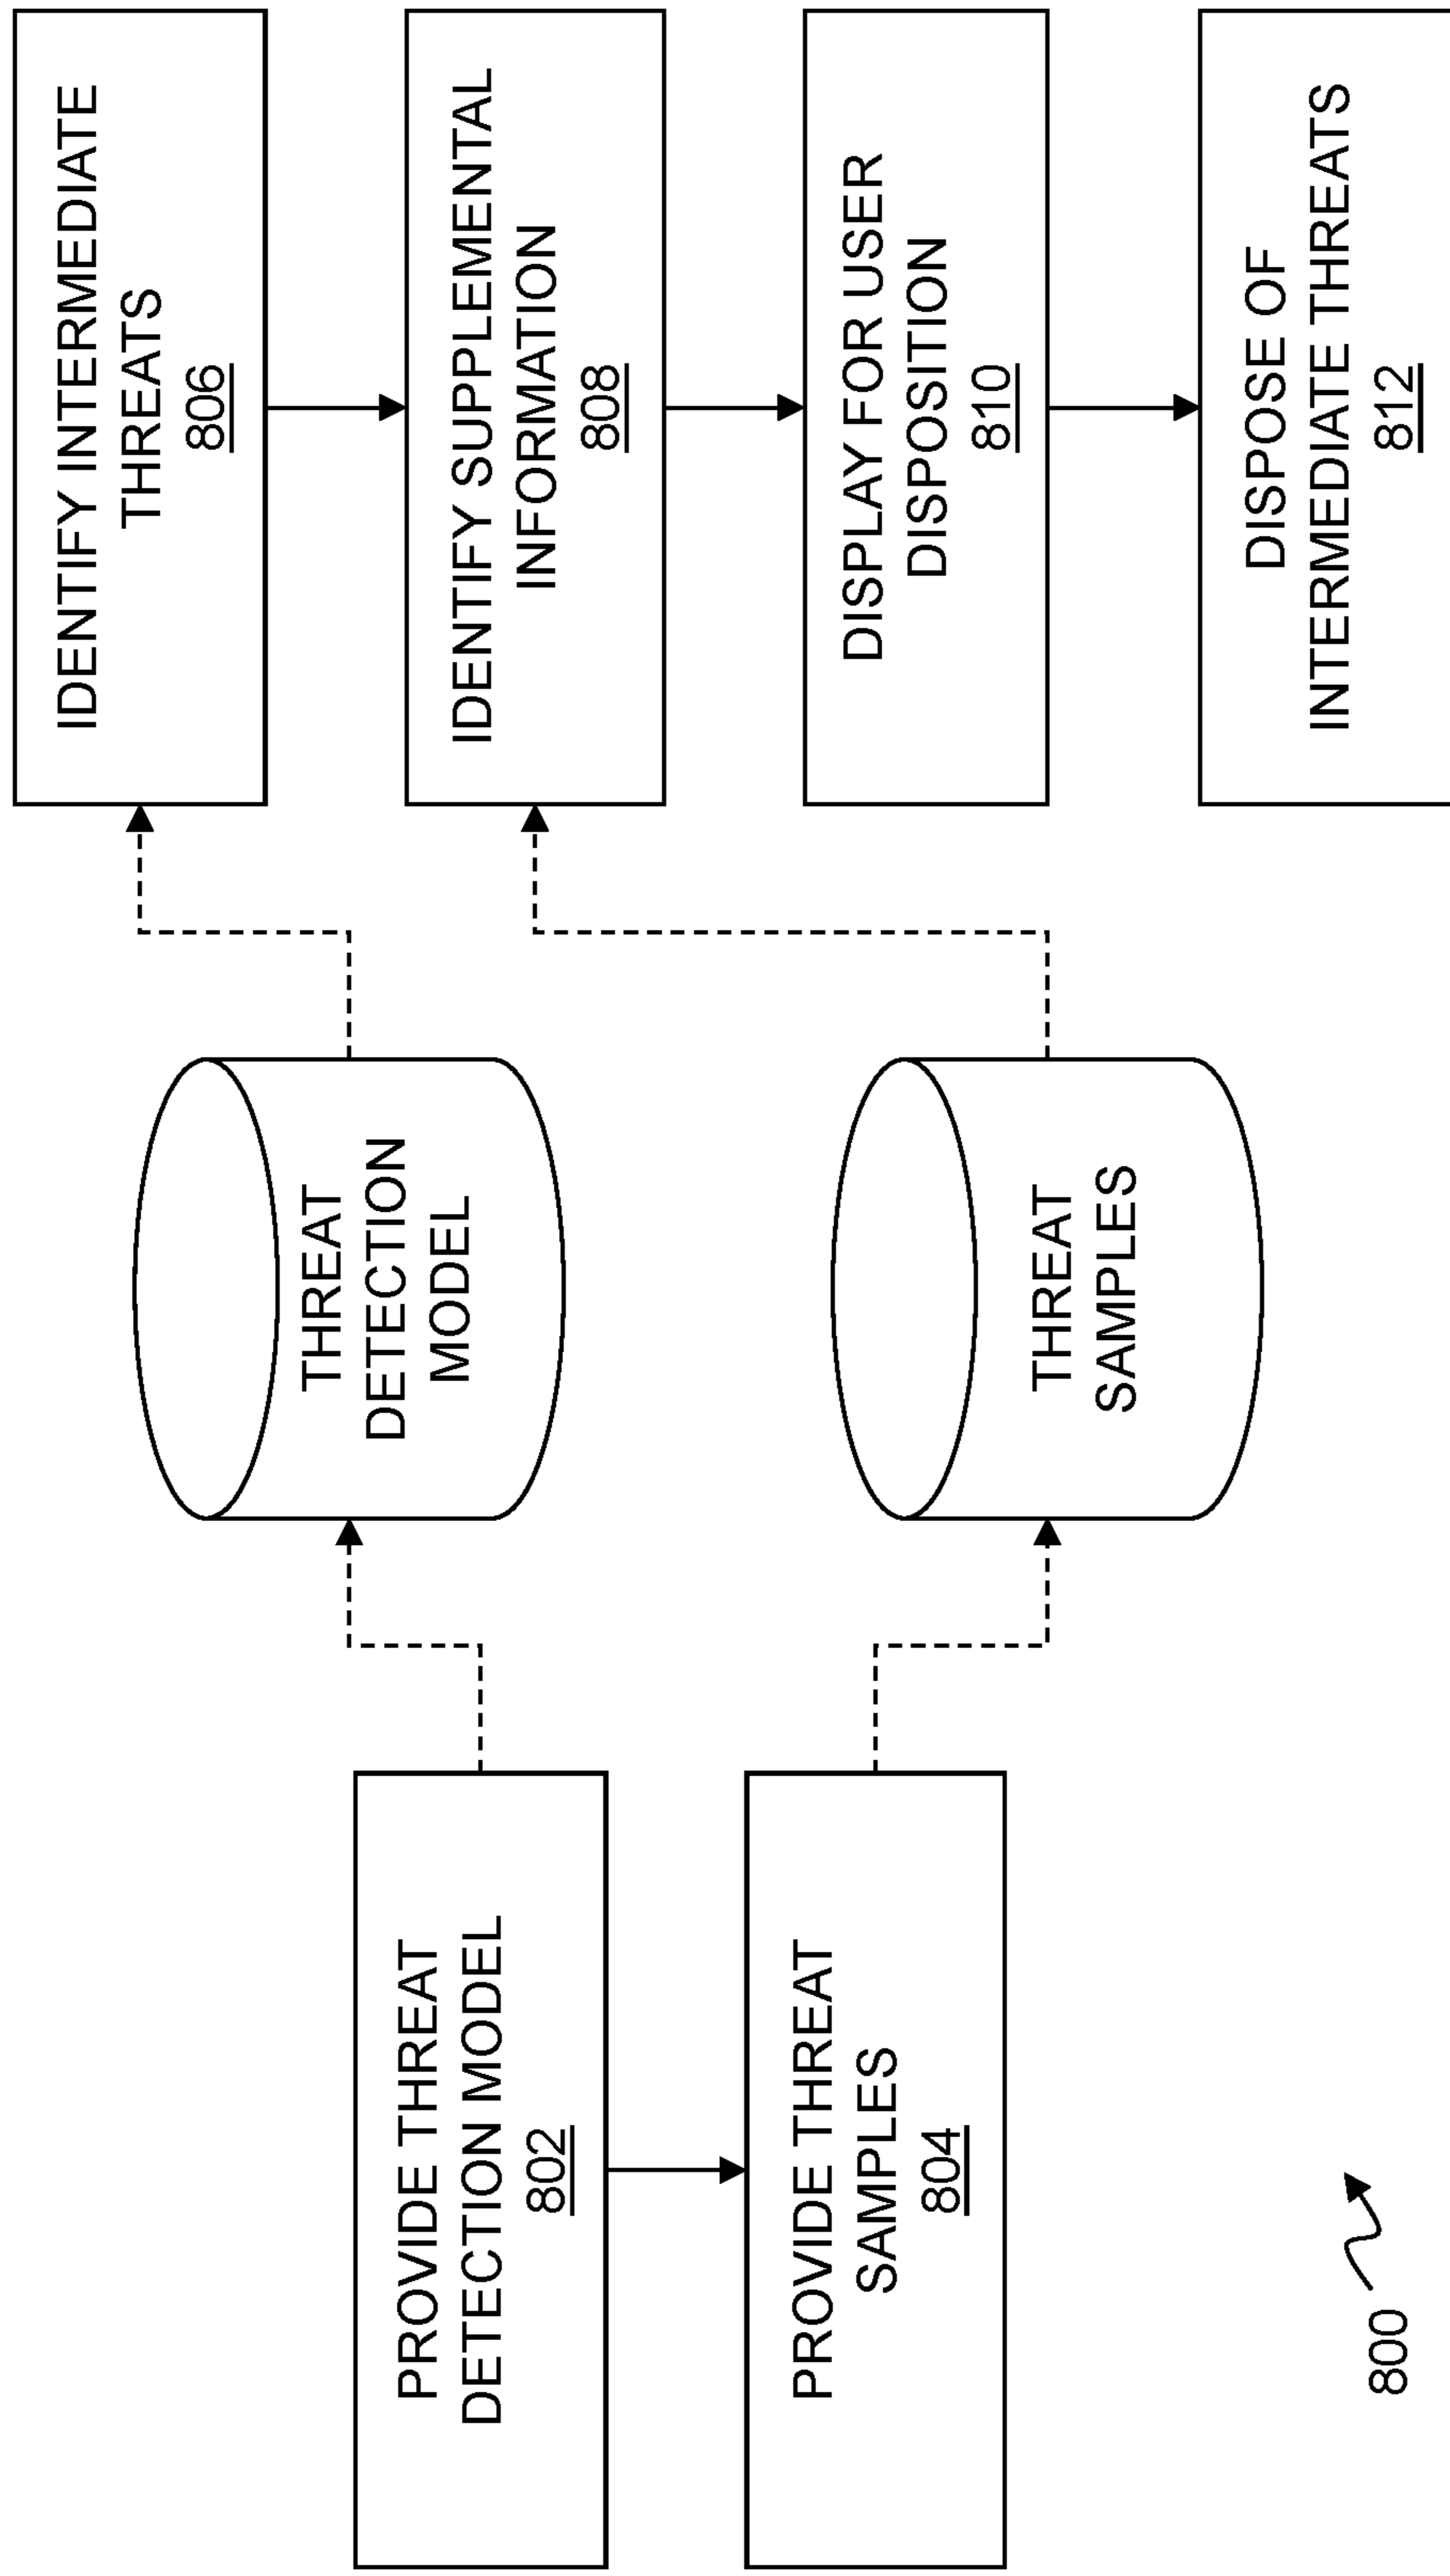 PROVIDE THREAT
DETECTION MODEL
802
PROVIDE THREAT
SAMPLES
804
THREAT
DETECTION
MODEL
THREAT
SAMPLES
IDENTIFY INTERMEDIATE
THREATS
806
IDENTIFY SUPPLEMENTAL
INFORMATION
808
DISPLAY FOR USER
DISPOSITION
810
DISPOSE OF
INTERMEDIATE THREATS
812
800